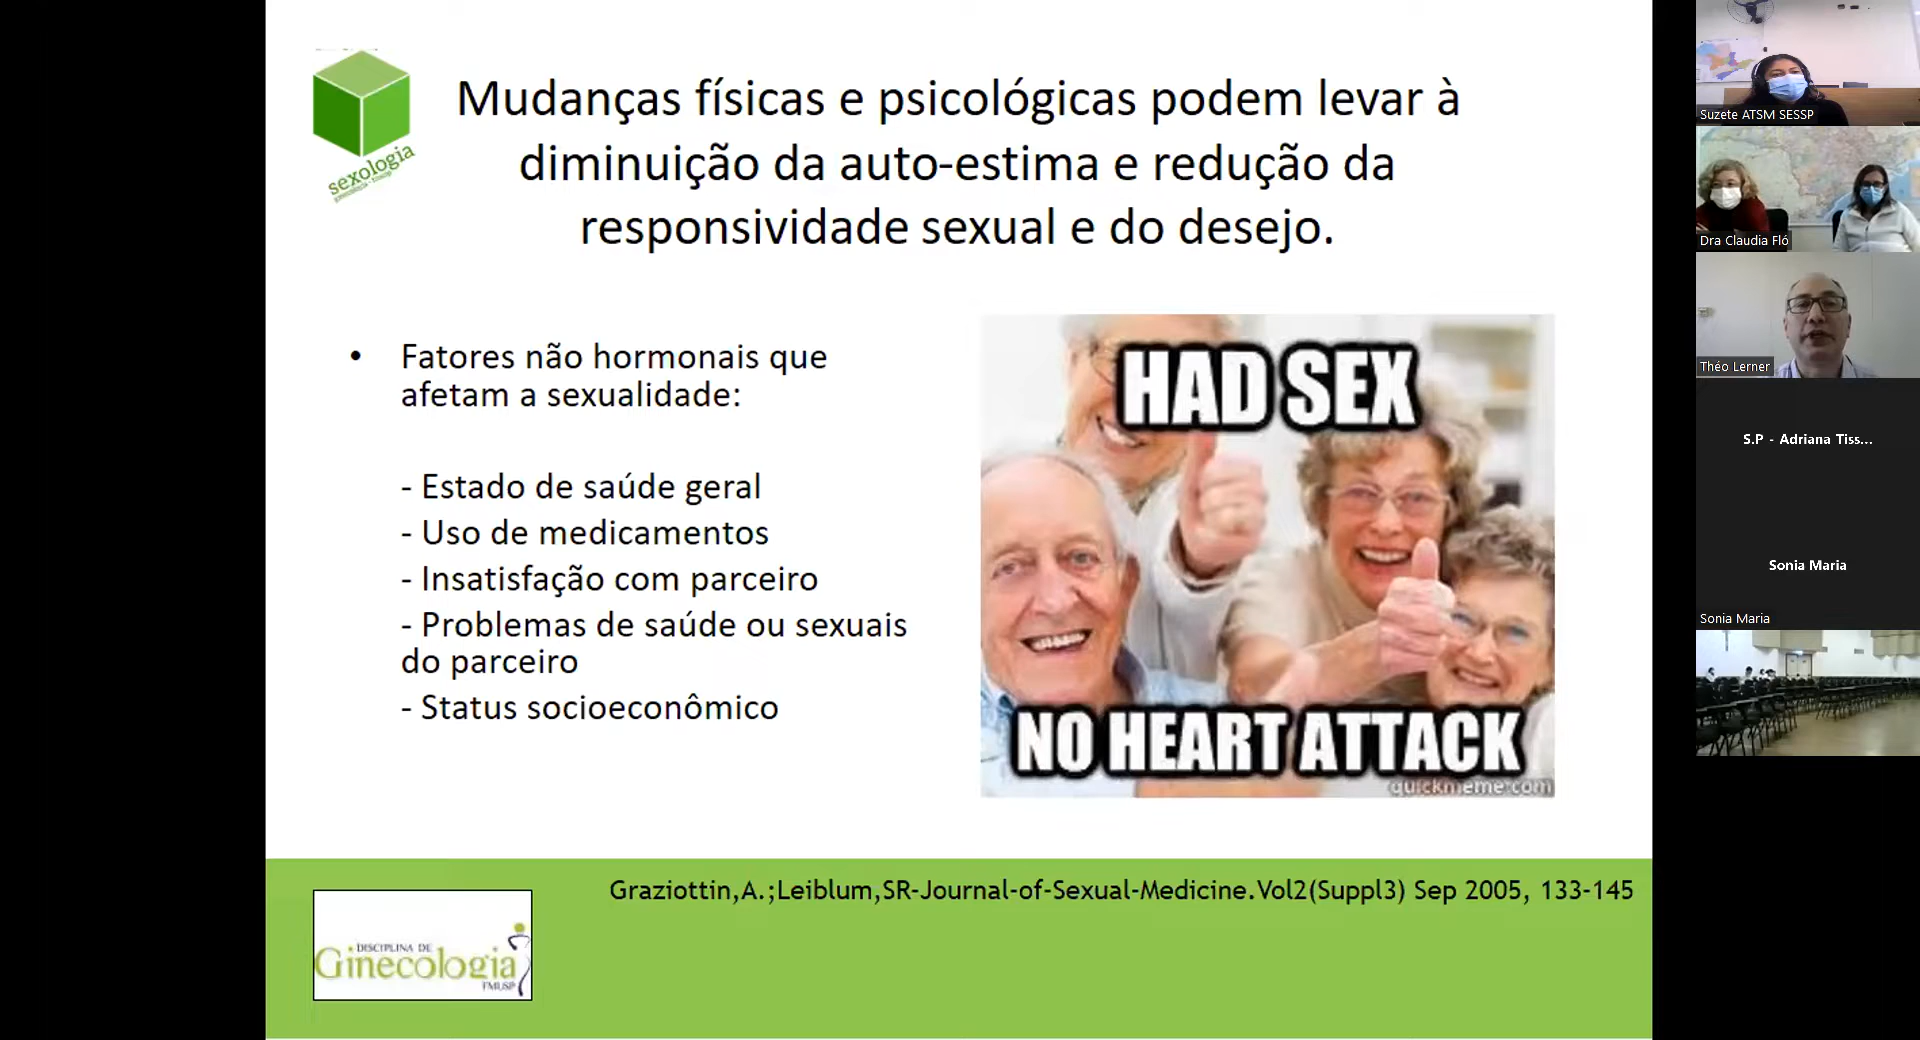 Mudanças físicas e psicológicas podem levar à
diminuição da auto-estima e redução da
responsividade sexual e do desejo.
sexologia
• Fatores não hormonais que
afetam a sexualidade:
- Estado de saúde geral
- Uso de medicamentos
- Insatisfação com parceiro
- Problemas de saúde ou sexuais
do parceiro
- Status socioeconômico
HAD SEX
NO HEART ATTACK
quickmeme.com
Graziottin,A.;Leiblum,SR-Journal-of-Sexual-Medicine.Vol2(Suppl3) Sep 2005, 133-145
DISCIPLINA DE
Ginecologia
FMUSP
Suzete ATSM SESSP
Dra Claudia Fló
Théo Lerner
S.P - Adriana Tiss...
Sonia Maria
Sonia Maria